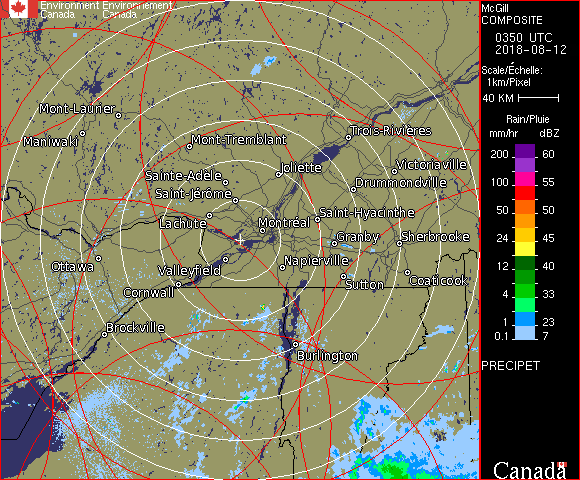 Environment Environnement
Canada Canada
McGill
COMPOSITE
0350 UTC
2018-08-12
Scale/Échelle:
1km/Pixel
40 KM
Rain/Pluie
mm/hr dBZ
200 60
155 55
100 55
50 50
24 45
12 40
4 33
1 23
0.1 7
PRECIPET
Canada
Mont-Laurier
Maniwaki
Mont-Tremblant
Trois-Rivières
Sainte-Adèle
Joliette
Victoriaville
Saint-Jérôme
Drummondville
Lachute
Montréal
Saint-Hyacinthe
Granby
Sherbrooke
Ottawa
Valleyfield
Napierville
Cornwall
Sutton
Coaticook
Brockville
Burlington